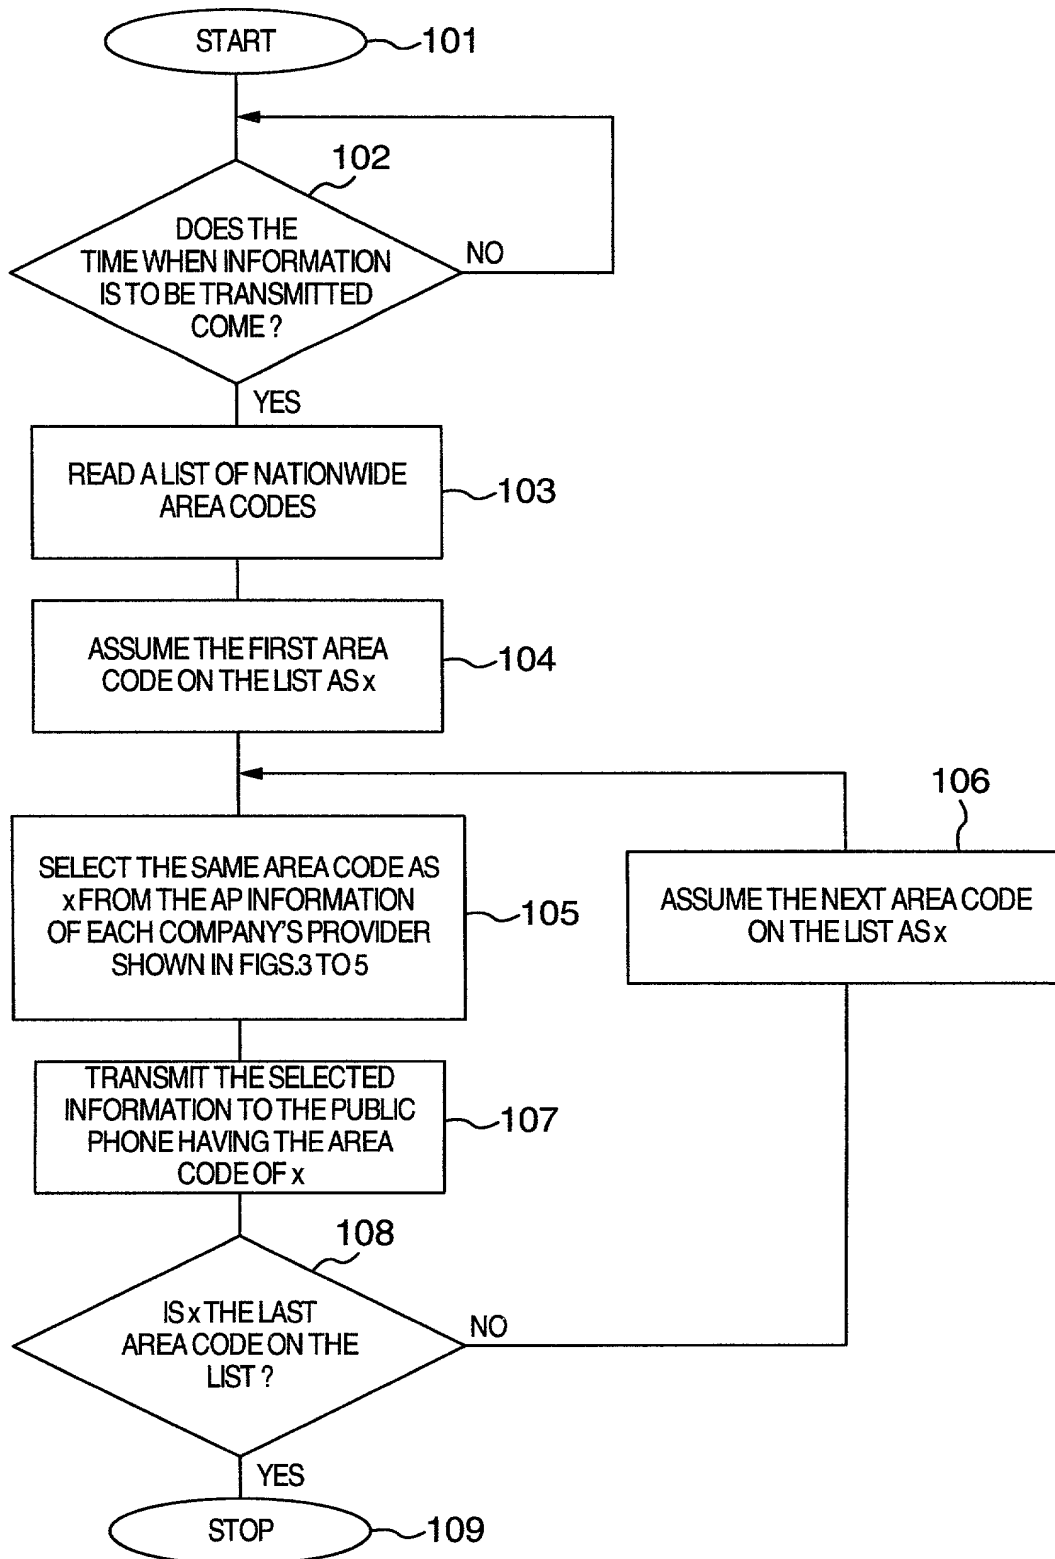 START
101
102
DOES THE
TIME WHEN INFORMATION
IS TO BE TRANSMITTED
COME ?
NO
YES
READ A LIST OF NATIONWIDE
AREA CODES
103
ASSUME THE FIRST AREA
CODE ON THE LIST AS x
104
106
ASSUME THE NEXT AREA CODE
ON THE LIST AS x
SELECT THE SAME AREA CODE AS
x FROM THE AP INFORMATION
OF EACH COMPANY'S PROVIDER
SHOWN IN FIGS.3 TO 5
105
TRANSMIT THE SELECTED
INFORMATION TO THE PUBLIC
PHONE HAVING THE AREA
CODE OF x
107
108
IS x THE LAST
AREA CODE ON THE
LIST ?
NO
YES
STOP
109